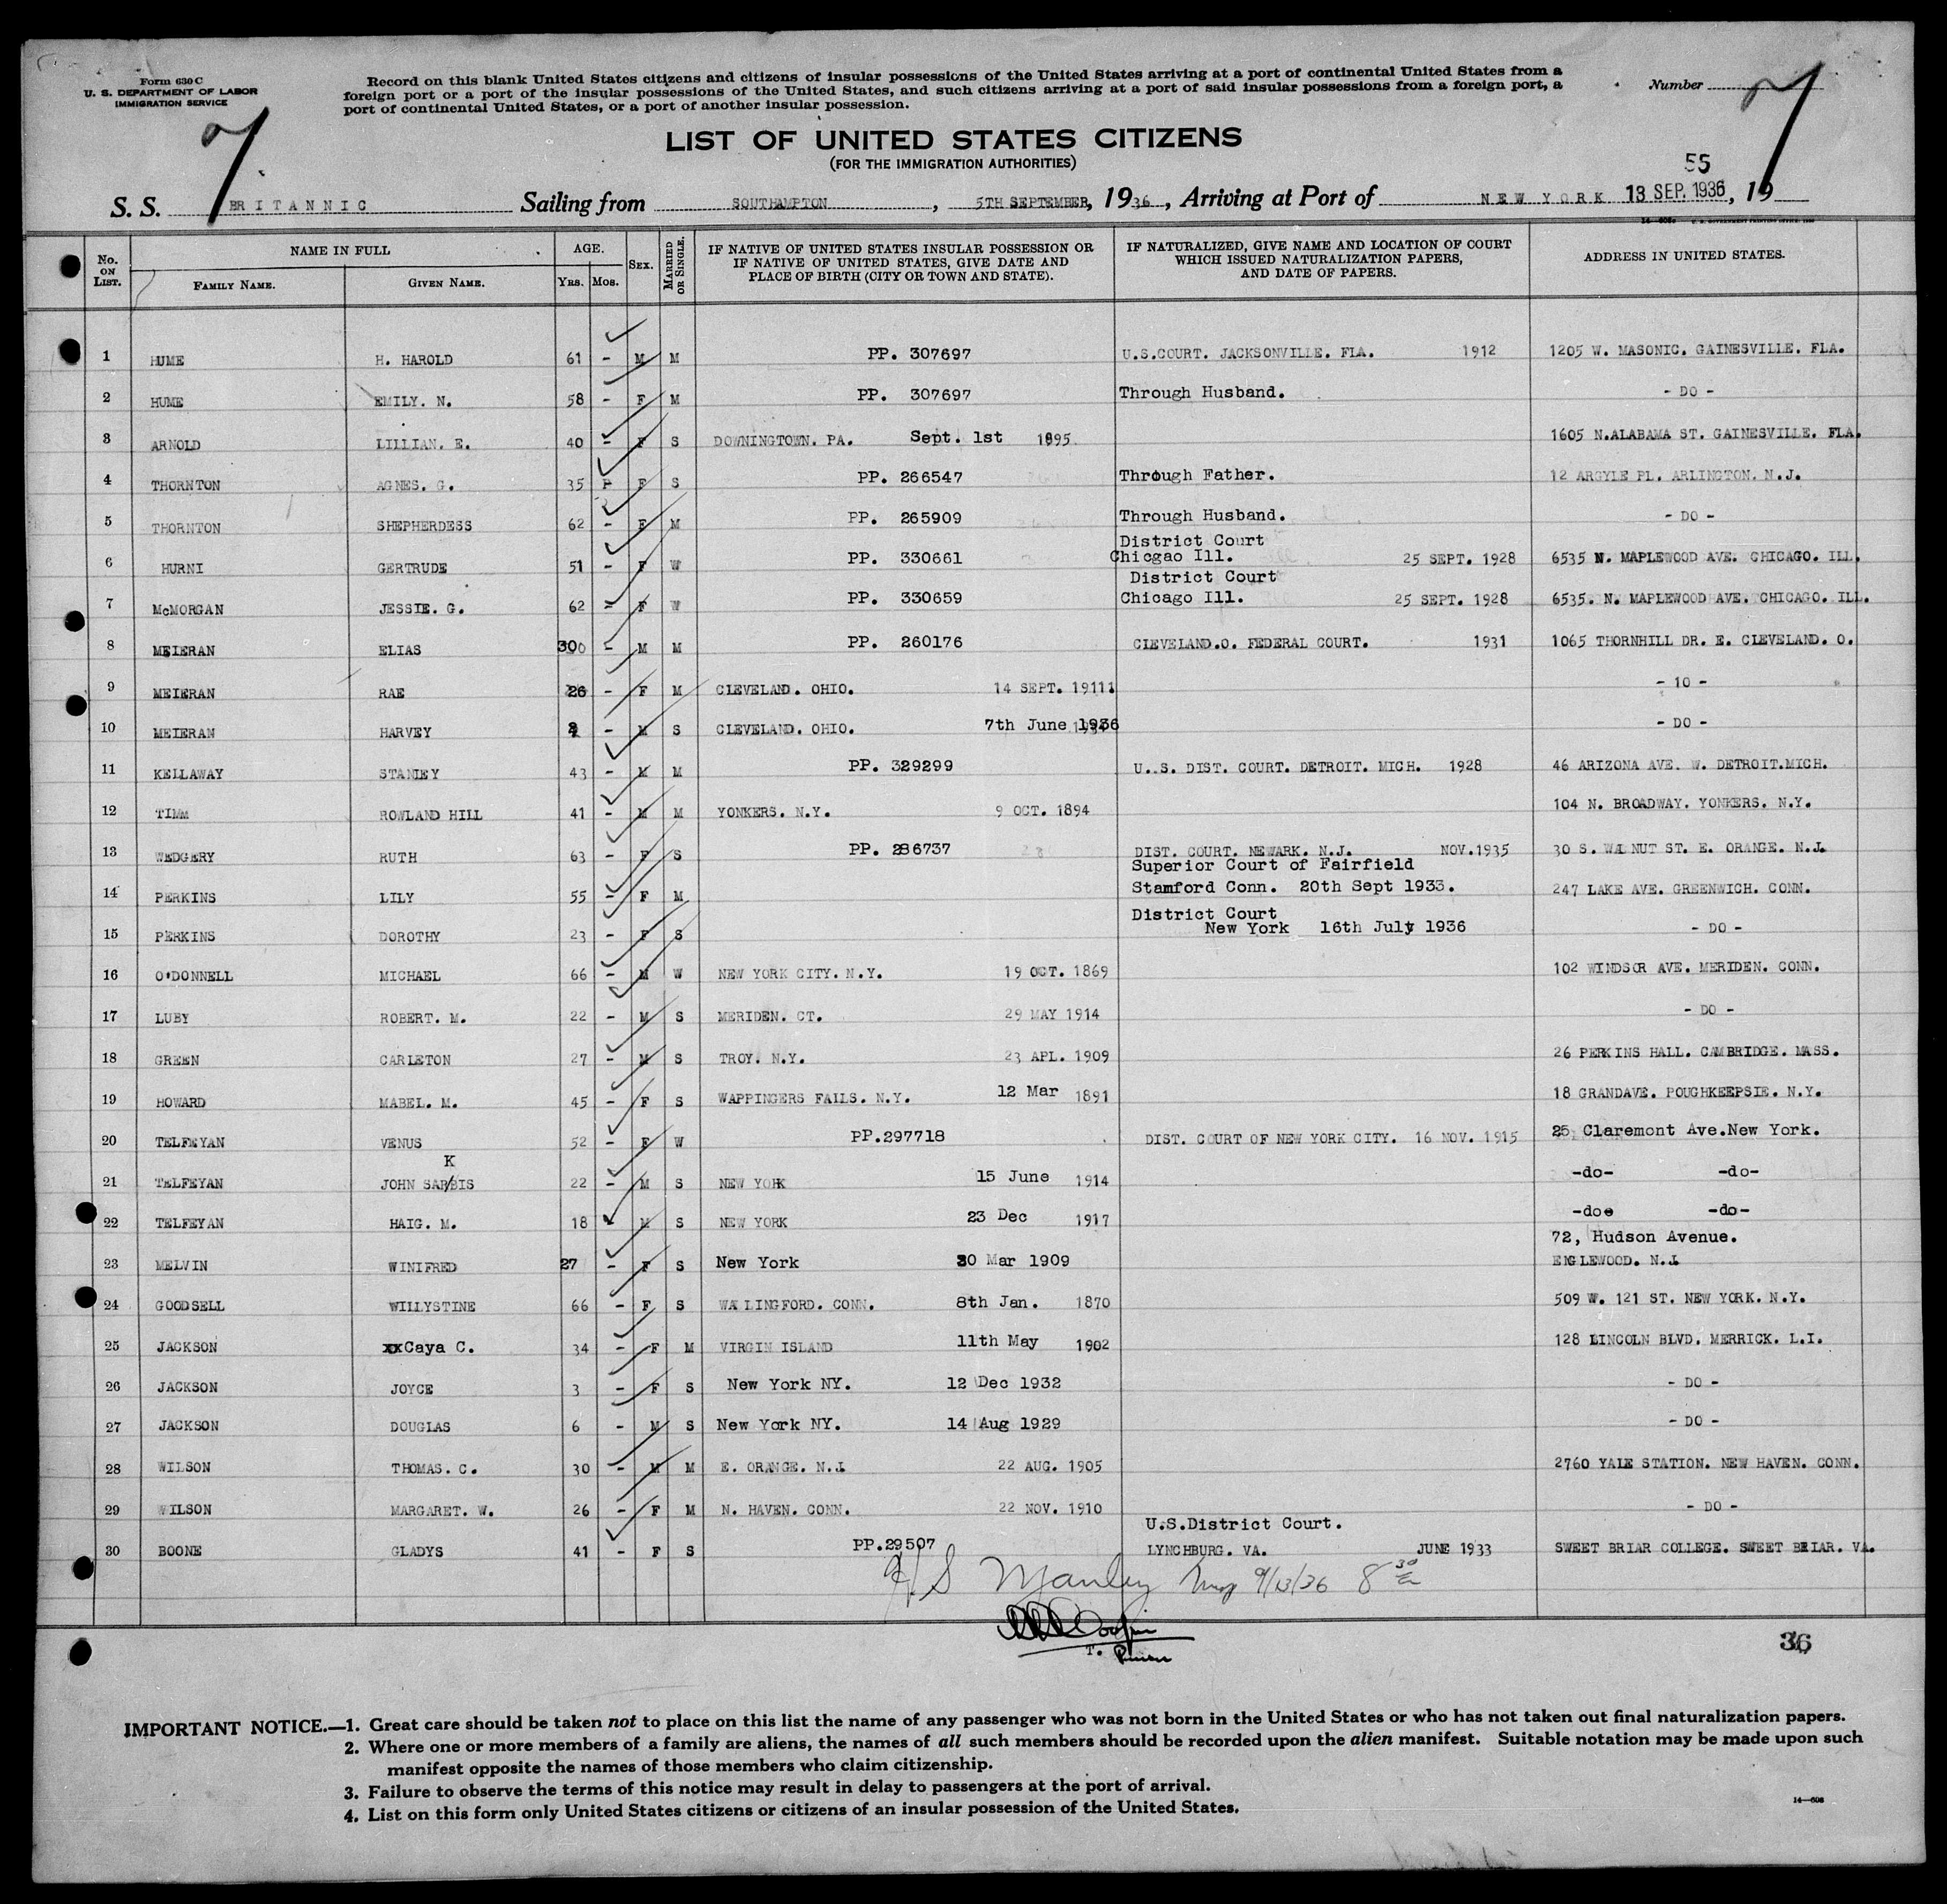 Form 630 C
U. S. DEPARTMENT OF LABOR
IMMIGRATION SERVICE
Record on this blank United States citizens and citizens of insular possessions of the United States arriving at a port of continental United States from a
foreign port or a port of the insular possessions of the United States, and such citizens arriving at a port of said insular possessions from a foreign port, a
port of continental United States, or a port of another insular possession.
Number 7
7
LIST OF UNITED STATES CITIZENS
(FOR THE IMMIGRATION AUTHORITIES)
55
S. S. BRITANNIC Sailing from SOUTHAMPTON, 5TH SEPTEMBER, 1936, Arriving at Port of NEW YORK 13 SEP. 1936, 19
No. ON LIST. NAME IN FULL FAMILY NAME. GIVEN NAME. AGE. YRS. MOS. SEX. MARRIED OR SINGLE. IF NATIVE OF UNITED STATES INSULAR POSSESSION OR IF NATIVE OF UNITED STATES, GIVE DATE AND PLACE OF BIRTH (CITY OR TOWN AND STATE). IF NATURALIZED, GIVE NAME AND LOCATION OF COURT WHICH ISSUED NATURALIZATION PAPERS, AND DATE OF PAPERS. ADDRESS IN UNITED STATES.
1 HUME H. HAROLD 61 - M M PP. 307697 U.S.COURT. JACKSONVILLE. FLA. 1912 1205 W. MASONIC. GAINESVILLE. FLA.
2 HUME EMILY. N. 58 - F M PP. 307697 Through Husband. - DO -
3 ARNOLD LILLIAN. E. 40 - F S DOWNINGTOWN. PA. Sept. 1st 1895. 1605 N.ALABAMA ST. GAINESVILLE. FLA.
4 THORNTON AGNES. G. 35 F S PP. 266547 Through Father. 12 ARGYLE PL. ARLINGTON. N.J.
5 THORNTON SHEPHERDESS 62 - F M PP. 265909 Through Husband. - DO -
District Court
6 HURNI GERTRUDE 51 - F W PP. 330661 Chicgao Ill. 25 SEPT. 1928 6535 N. MAPLEWOOD AVE. CHICAGO. ILL.
District Court
7 McMORGAN JESSIE. G. 62 - F W PP. 330659 Chicago Ill. 25 SEPT. 1928 6535. N. MAPLEWOOD AVE. CHICAGO. ILL.
8 MEIERAN ELIAS 30 - M M PP. 260176 CLEVELAND.O. FEDERAL COURT. 1931 1065 THORNHILL DR. E. CLEVELAND. O.
9 MEIERAN RAE 26 - F M CLEVELAND. OHIO. 14 SEPT. 19111 - 10 -
10 MEIERAN HARVEY - M S CLEVELAND. OHIO. 7th June 1936 - DO -
11 KELLAWAY STANLEY 43 - M M PP. 329299 U..S. DIST. COURT. DETROIT. MICH. 1928 46 ARIZONA AVE. W. DETROIT.MICH.
12 TIMM ROWLAND HILL 41 - M M YONKERS. N.Y. 9 OCT. 1894 104 N. BROADWAY. YONKERS. N.Y.
13 WEDGERY RUTH 63 - F S PP. 286737 DIST. COURT. NEWARK. N.J. NOV.1935 30 S. WALNUT ST. E. ORANGE. N.J.
Superior Court of Fairfield
14 PERKINS LILY 55 - F M Stamford Conn. 20th Sept 1933. 247 LAKE AVE. GREENWICH. CONN.
District Court
15 PERKINS DOROTHY 23 - F S New York 16th July 1936 - DO -
16 O'DONNELL MICHAEL 66 - M W NEW YORK CITY. N.Y. 19 OCT. 1869 102 WINDSOR AVE. MERIDEN. CONN.
17 LUBY ROBERT. M. 22 - M S MERIDEN. CT. 29 MAY 1914 - DO -
18 GREEN CARLETON 27 - M S TROY. N.Y. 23 APL. 1909 26 PERKINS HALL. CAMBRIDGE. MASS.
19 HOWARD MABEL. M. 45 - F S WAPPINGERS FAILS. N.Y. 12 Mar 1891 18 GRANDAVE. POUGHKEEPSIE. N.Y.
20 TELFEYAN VENUS 52 - F W PP.297718 DIST. COURT OF NEW YORK CITY. 16 NOV. 1915 25 Claremont Ave.New York.
K
21 TELFEYAN JOHN SARBIS 22 - M S NEW YORK 15 June 1914 -do- -do-
22 TELFEYAN HAIG. M. 18 M S NEW YORK 23 Dec 1917 -doe -do-
72, Hudson Avenue.
23 MELVIN WINIFRED 27 - F S New York 30 Mar 1909 ENGLEWOOD. N.J.
24 GOODSELL WILLYSTINE 66 - F S WALLINGFORD. CONN. 8th Jan. 1870 509 W. 121 ST. NEW YORK. N.Y.
25 JACKSON xxCaya C. 34 - F M VIRGIN ISLAND 11th May 1902 128 LINCOLN BLVD. MERRICK. L.I.
26 JACKSON JOYCE 3 - F S New York NY. 12 Dec 1932 - DO -
27 JACKSON DOUGLAS 6 - M S New York NY. 14 Aug 1929 - DO -
28 WILSON THOMAS. C. 30 - M M E. ORANGE. N.J. 22 AUG. 1905 2760 YALE STATION. NEW HAVEN. CONN.
29 WILSON MARGARET. W. 26 - F M N. HAVEN. CONN. 22 NOV. 1910 - DO -
U.S.District Court.
30 BOONE GLADYS 41 - F S PP.29507 LYNCHBURG. VA. JUNE 1933 SWEET BRIAR COLLEGE. SWEET BRIAR. VA.
H S Manley 9/13/36 8 30
36
IMPORTANT NOTICE.—1. Great care should be taken not to place on this list the name of any passenger who was not born in the United States or who has not taken out final naturalization papers.
2. Where one or more members of a family are aliens, the names of all such members should be recorded upon the alien manifest. Suitable notation may be made upon such
manifest opposite the names of those members who claim citizenship.
3. Failure to observe the terms of this notice may result in delay to passengers at the port of arrival.
4. List on this form only United States citizens or citizens of an insular possession of the United States.
14—608